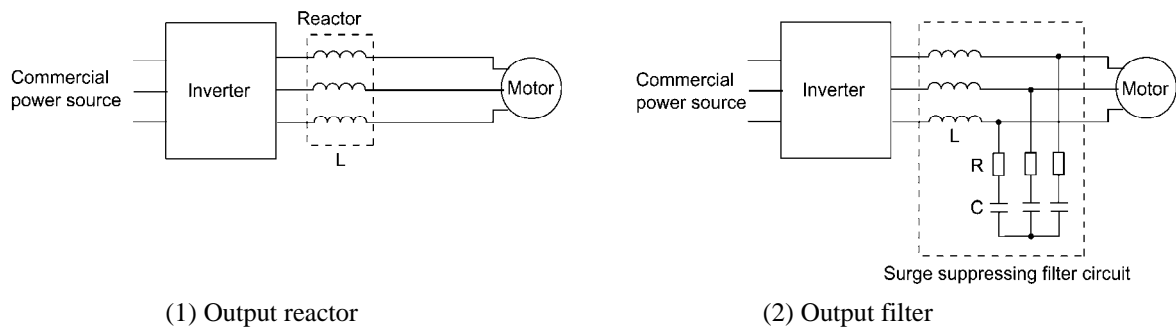 Reactor
Commercial
power source
Inverter
Motor
L
(1) Output reactor
Commercial
power source
Inverter
Motor
L
R
C
Surge suppressing filter circuit
(2) Output filter